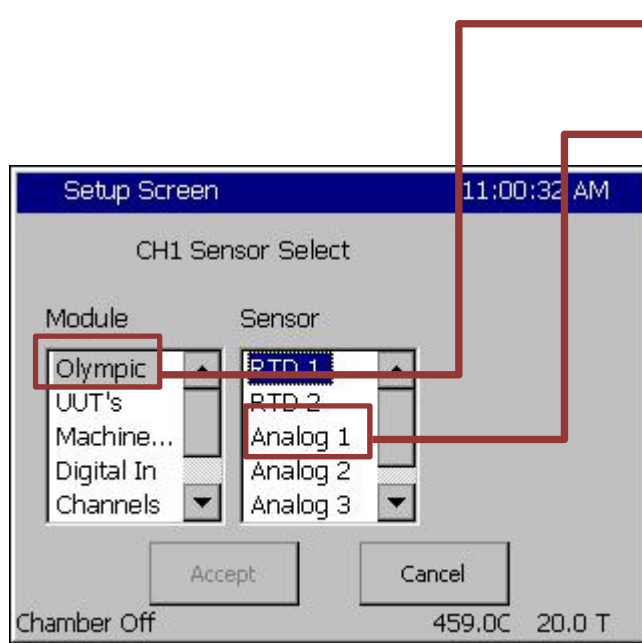 Setup Screen 11:00:32 AM
CH1 Sensor Select
Module Sensor
Olympic RTD 1
UUT's RTD 2
Machine... Analog 1
Digital In Analog 2
Channels Analog 3
Accept Cancel
Chamber Off 459.0C 20.0 T